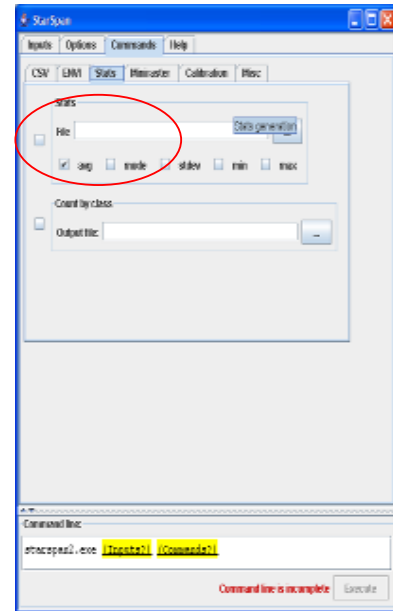 StarSpan
Inputs Options Commands Help
CSV ENVI Stats Miniraster Calibration Misc
Stats
File
Stats generation
avg mode stdev min max
Count by class
Output file: ...
Command line:
starspan2.exe [Inputs?] [Commands?]
Command line is incomplete Execute